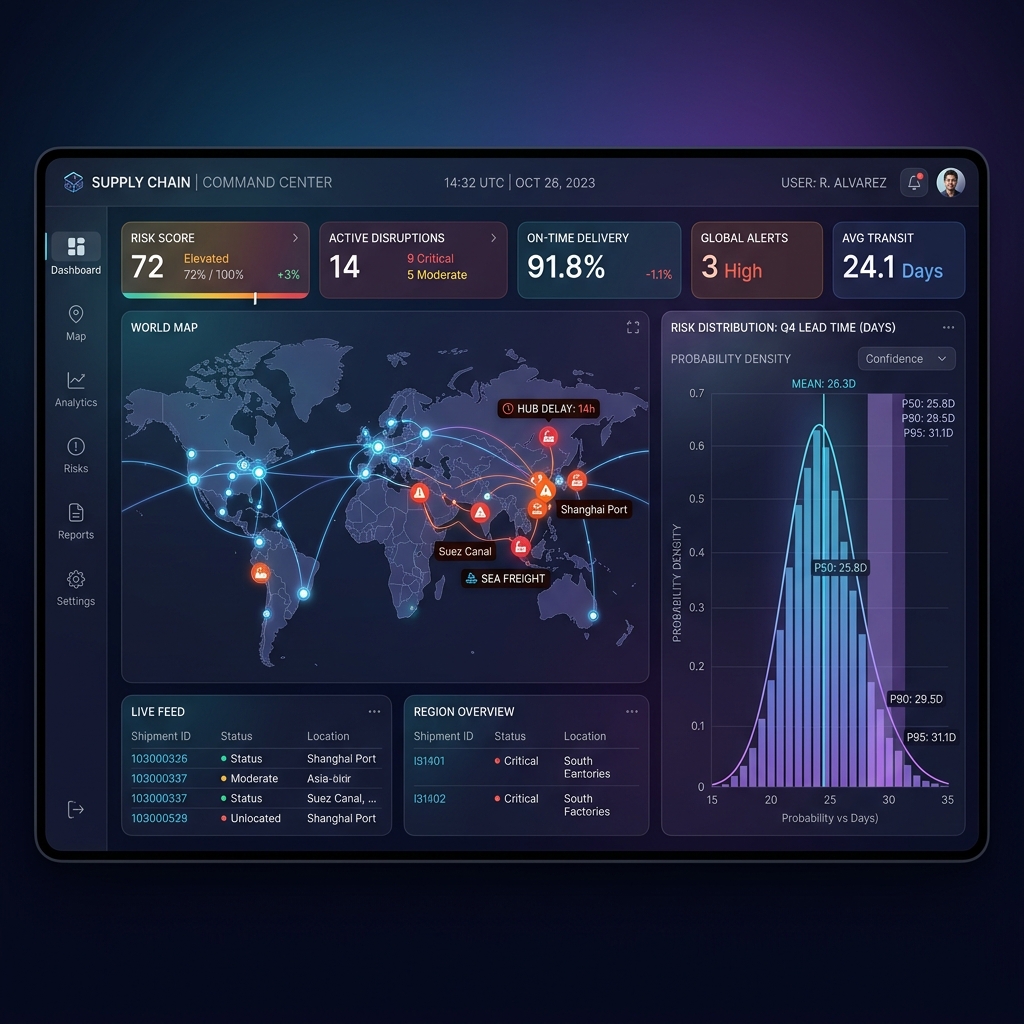 SUPPLY CHAIN | COMMAND CENTER
14:32 UTC | OCT 26, 2023
USER: R. ALVAREZ
Dashboard
Map
Analytics
Risks
Reports
Settings
RISK SCORE
72
Elevated
72% / 100%
+3%
ACTIVE DISRUPTIONS
14
9 Critical
5 Moderate
ON-TIME DELIVERY
91.8%
-1.1%
GLOBAL ALERTS
3 High
AVG TRANSIT
24.1 Days
WORLD MAP
HUB DELAY: 14h
Shanghai Port
Suez Canal
SEA FREIGHT
RISK DISTRIBUTION: Q4 LEAD TIME (DAYS)
PROBABILITY DENSITY
Confidence
MEAN: 26.3D
P50: 25.8D
P80: 28.5D
P95: 31.1D
0.7
0.6
0.5
0.4
0.3
0.2
0.1
0
PROBABILITY DENGITY
P50: 25.8D
P90: 29.5D
P95: 31.1D
15 20 25 30 35
Probability vs Days)
LIVE FEED
Shipment ID Status Location
103000326 Status Shanghai Port
103000337 Moderate
103000337 Status Suez Canal, ...
103000529 Unlocated Shanghai Port
REGION OVERVIEW
Shipment ID Status Location
I91401 Critical South
Eantories
I31402 Critical South
Factories